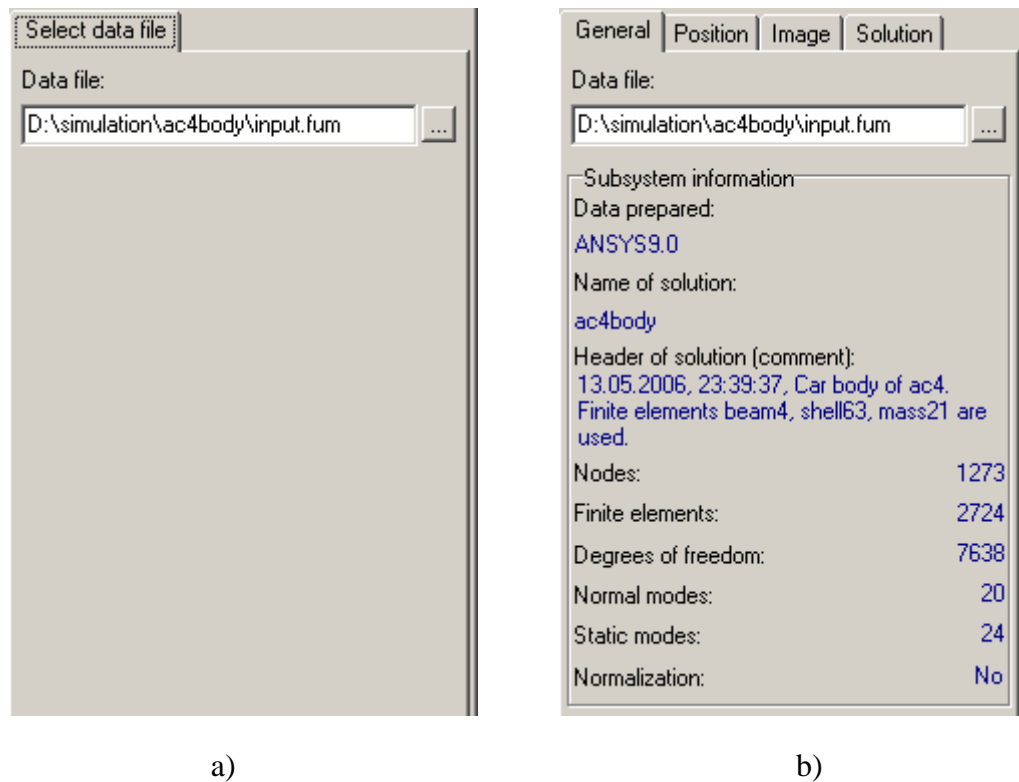 Select data file
Data file:
D:\simulation\ac4body\input.fum ...
a)
General Position Image Solution
Data file:
D:\simulation\ac4body\input.fum ...
Subsystem information
Data prepared:
ANSYS9.0
Name of solution:
ac4body
Header of solution (comment):
13.05.2006, 23:39:37, Car body of ac4.
Finite elements beam4, shell63, mass21 are
used.
Nodes: 1273
Finite elements: 2724
Degrees of freedom: 7638
Normal modes: 20
Static modes: 24
Normalization: No
b)